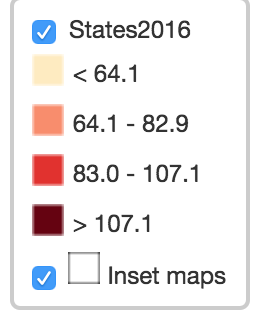 States2016
< 64.1
64.1 - 82.9
83.0 - 107.1
> 107.1
Inset maps